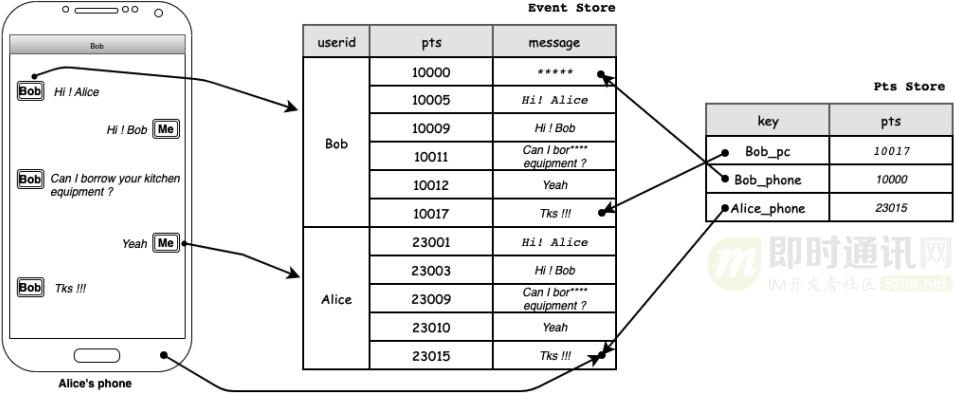 Bob
Bob
Hi ! Alice
Hi ! Bob
Me
Bob
Can I borrow your kitchen
equipment ?
Yeah
Me
Bob
Tks !!!
Alice's phone
Event Store
userid
pts
message
Bob
10000
*****
10005
Hi! Alice
10009
Hi ! Bob
10011
Can I bor****
equipment ?
10012
Yeah
10017
Tks !!!
Alice
23001
Hi! Alice
23003
Hi ! Bob
23009
Can I bor****
equipment ?
23010
Yeah
23015
Tks !!!
Pts Store
key
pts
Bob_pc
10017
Bob_phone
10000
Alice_phone
23015
即时通讯网
IM开发者社区
52im.net